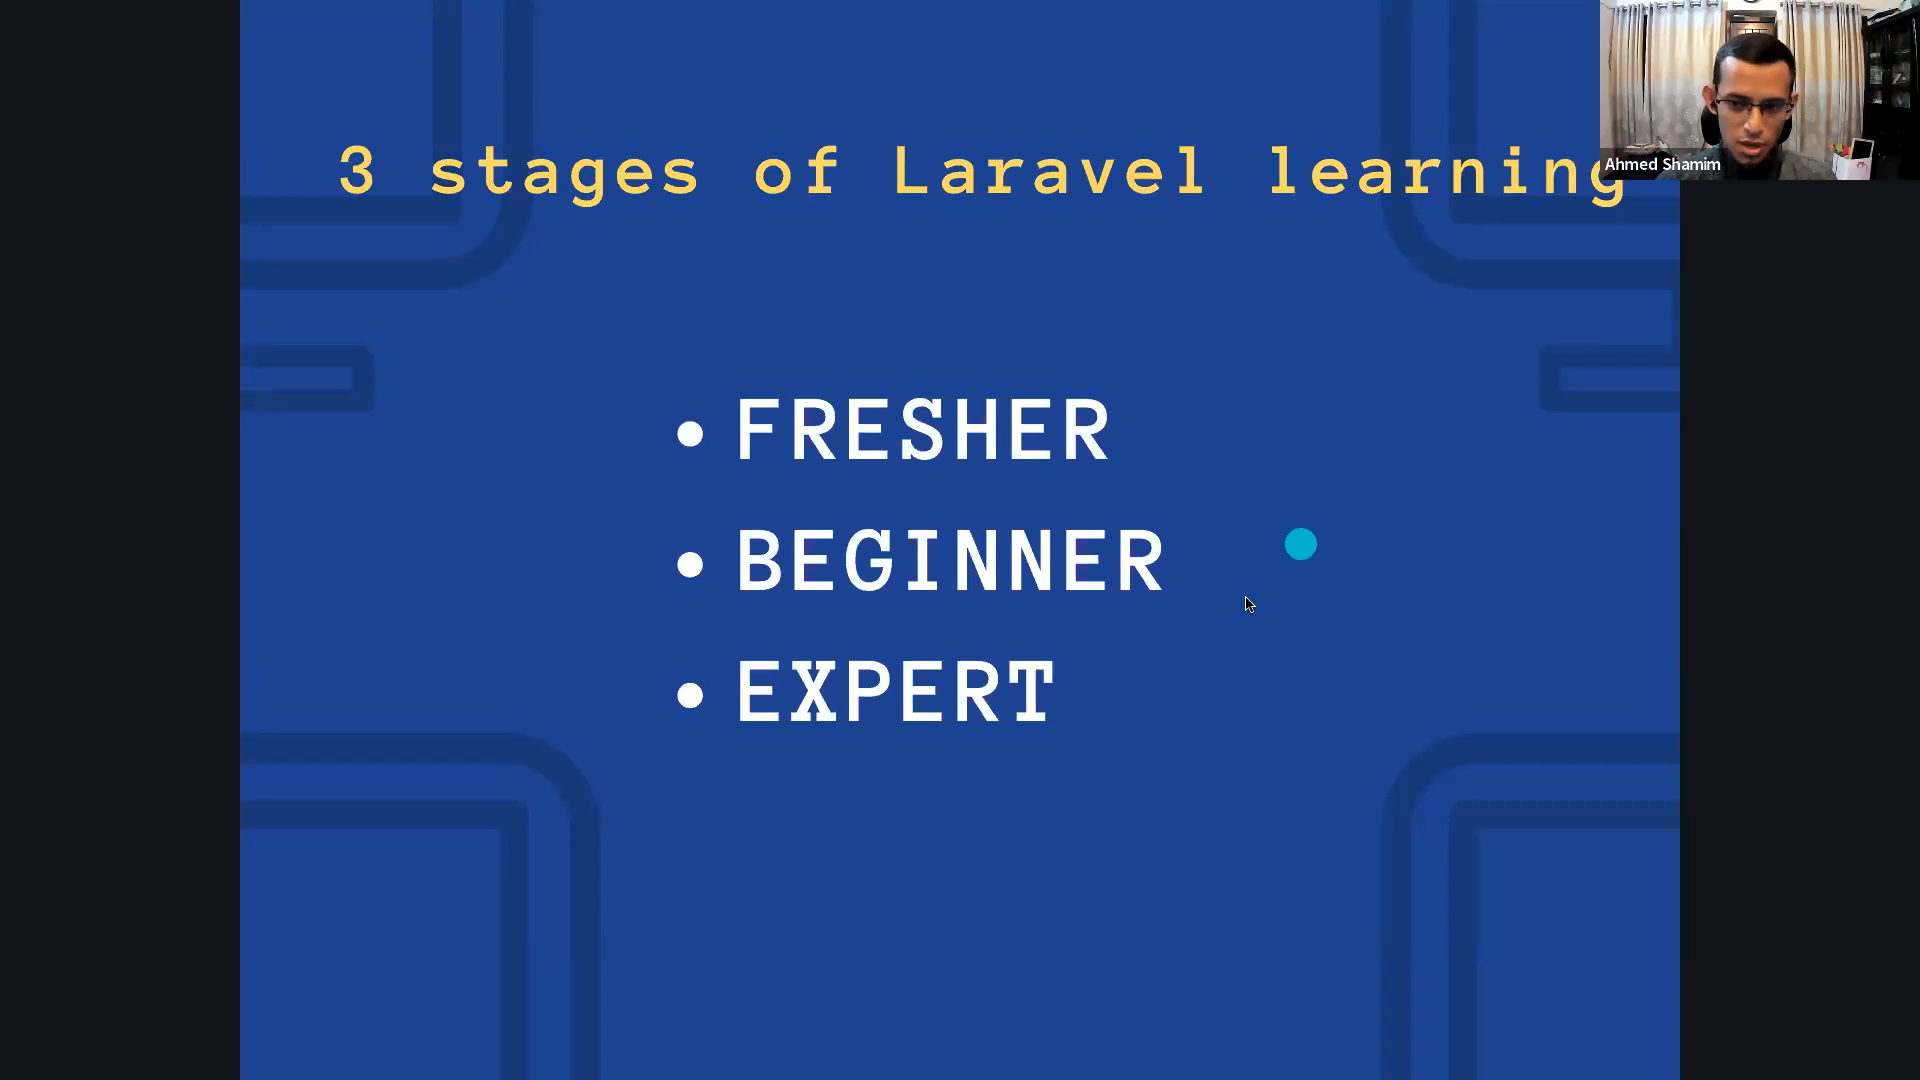 3 stages of Laravel learning
Ahmed Shamim
• FRESHER
• BEGINNER
• EXPERT